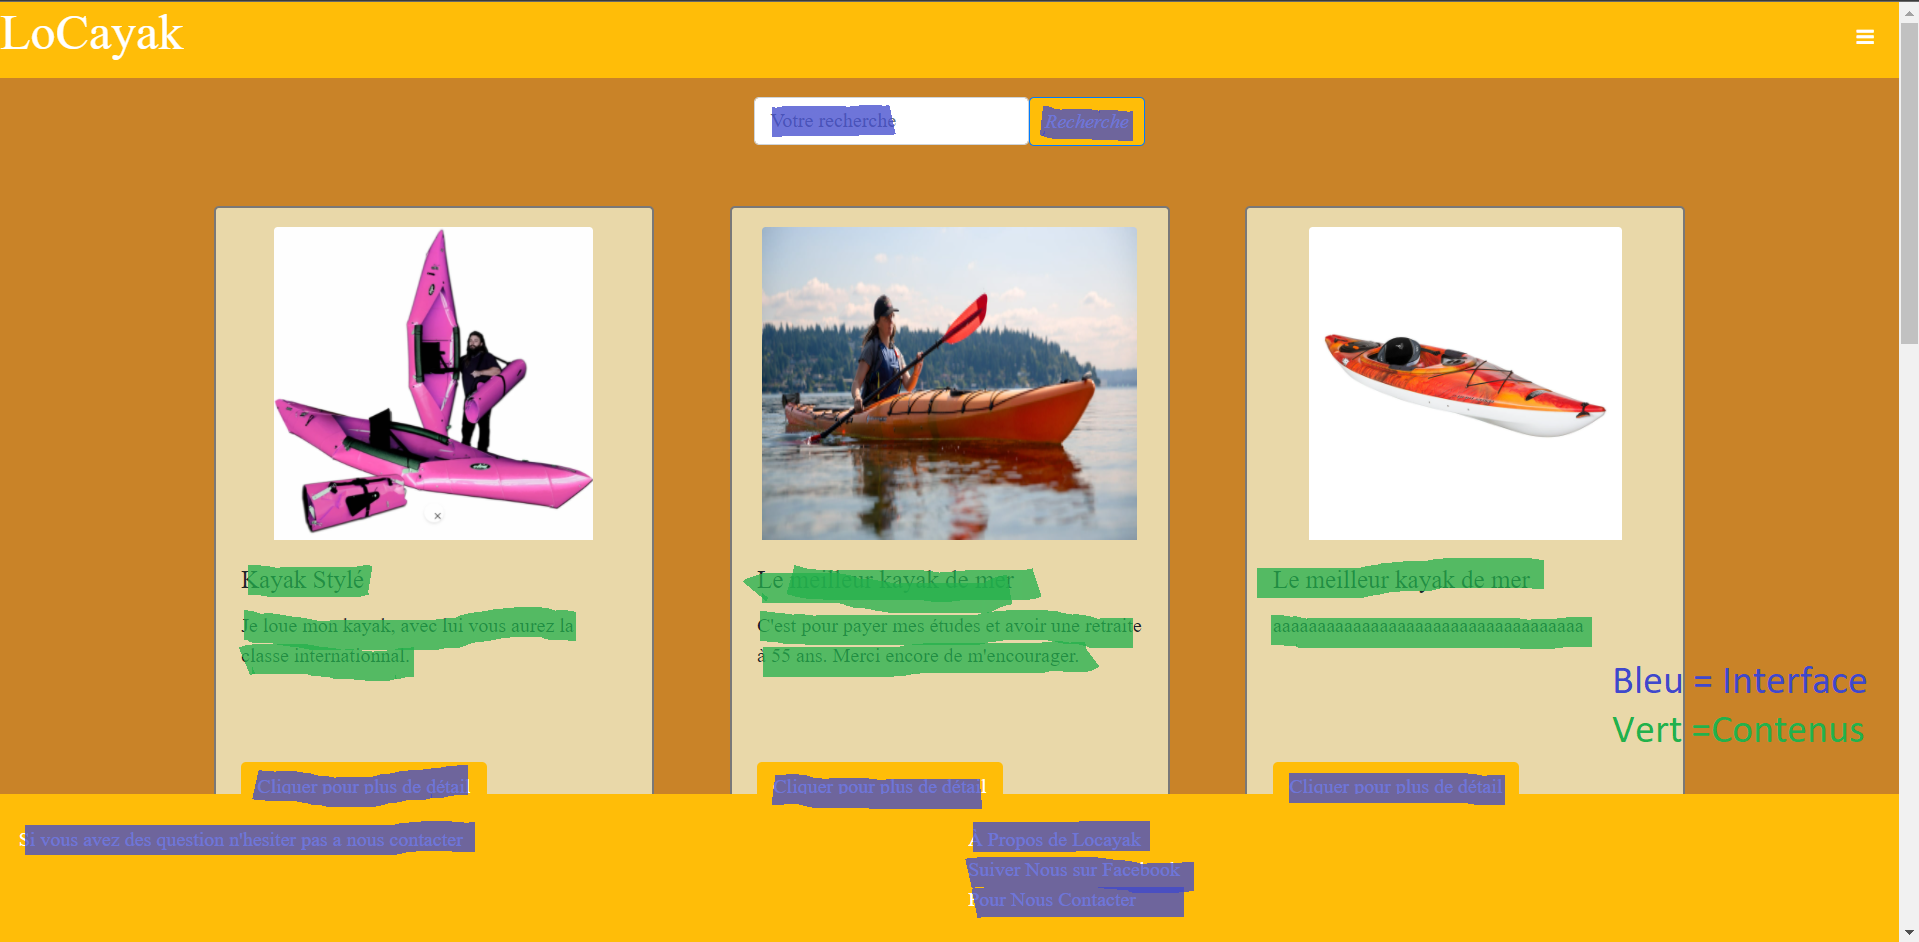 LoCayak
Votre recherche
Recherche
Kayak Stylé
Je loue mon kayak, avec lui vous aurez la
classe internationnal.
Cliquer pour plus de détail
Le meilleur kayak de mer
C'est pour payer mes études et avoir une retraite
à 55 ans. Merci encore de m'encourager.
Cliquer pour plus de détail
Le meilleur kayak de mer
aaaaaaaaaaaaaaaaaaaaaaaaaaaaaaaaaaa
Cliquer pour plus de détail
Bleu = Interface
Vert =Contenus
Si vous avez des question n'hesiter pas a nous contacter
À Propos de Locayak
Suiver Nous sur Facebook
Pour Nous Contacter